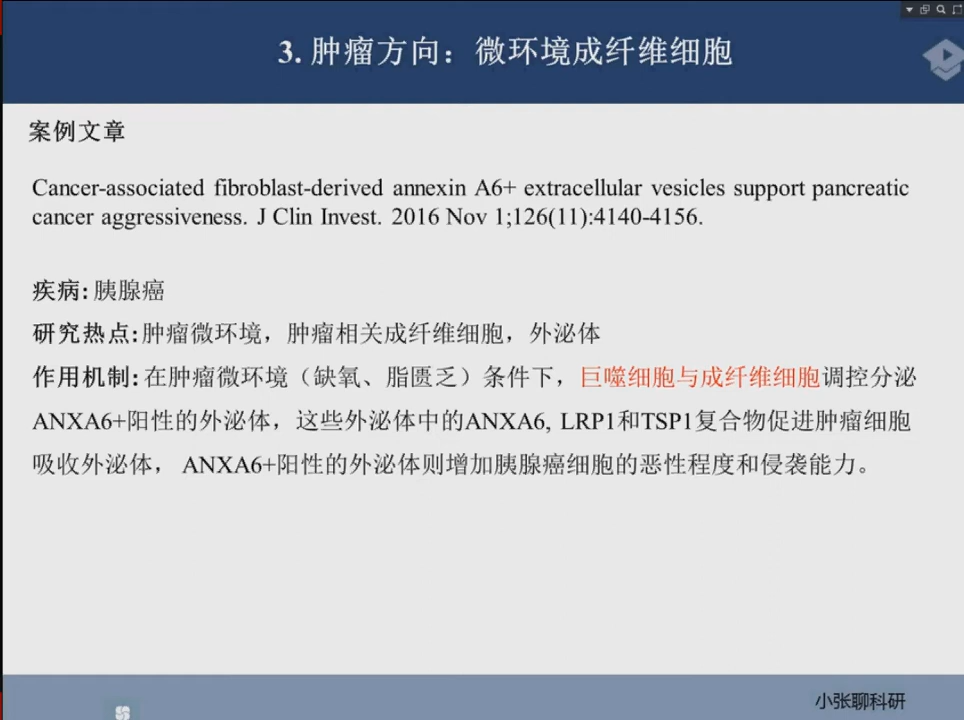 3. 肿瘤方向：微环境成纤维细胞
案例文章
Cancer-associated fibroblast-derived annexin A6+ extracellular vesicles support pancreatic
cancer aggressiveness. J Clin Invest. 2016 Nov 1;126(11):4140-4156.
疾病: 胰腺癌
研究热点: 肿瘤微环境，肿瘤相关成纤维细胞，外泌体
作用机制: 在肿瘤微环境（缺氧、脂匮乏）条件下，巨噬细胞与成纤维细胞调控分泌
ANXA6+阳性的外泌体，这些外泌体中的ANXA6, LRP1和TSP1复合物促进肿瘤细胞
吸收外泌体， ANXA6+阳性的外泌体则增加胰腺癌细胞的恶性程度和侵袭能力。
小张聊科研